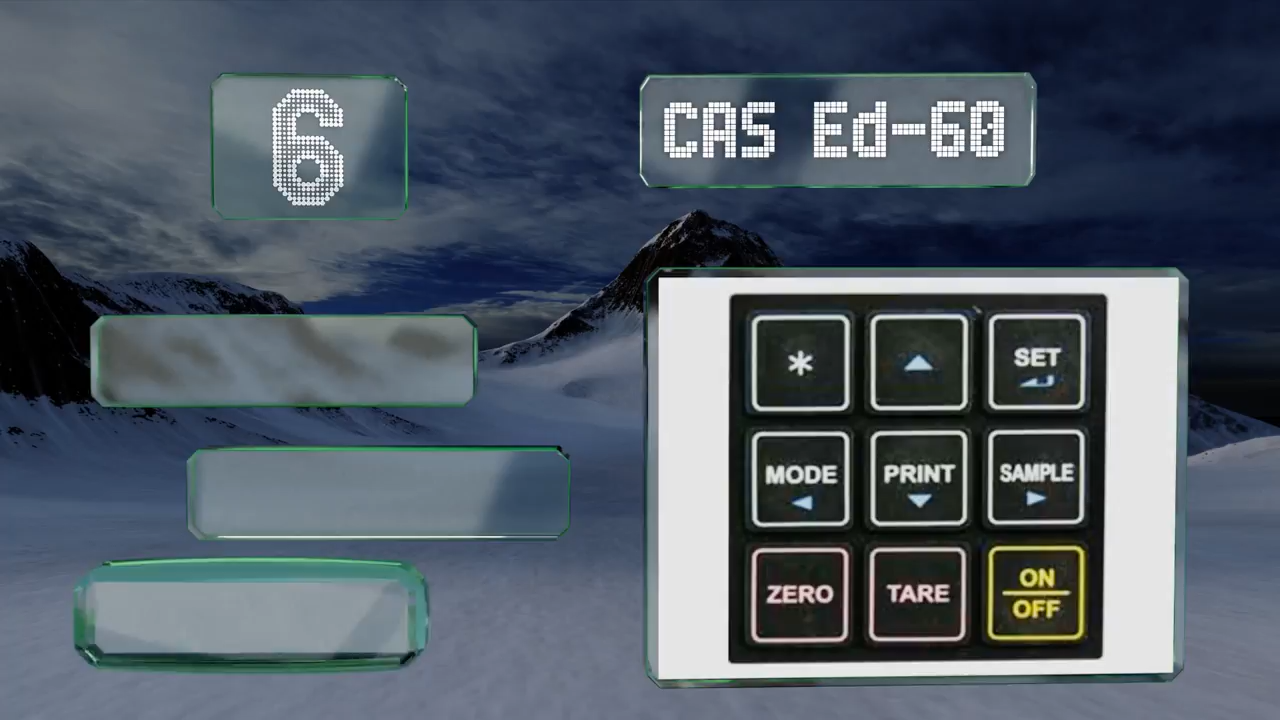 6
CAS Ed-60
*
SET
MODE
PRINT
SAMPLE
ZERO
TARE
ON
OFF